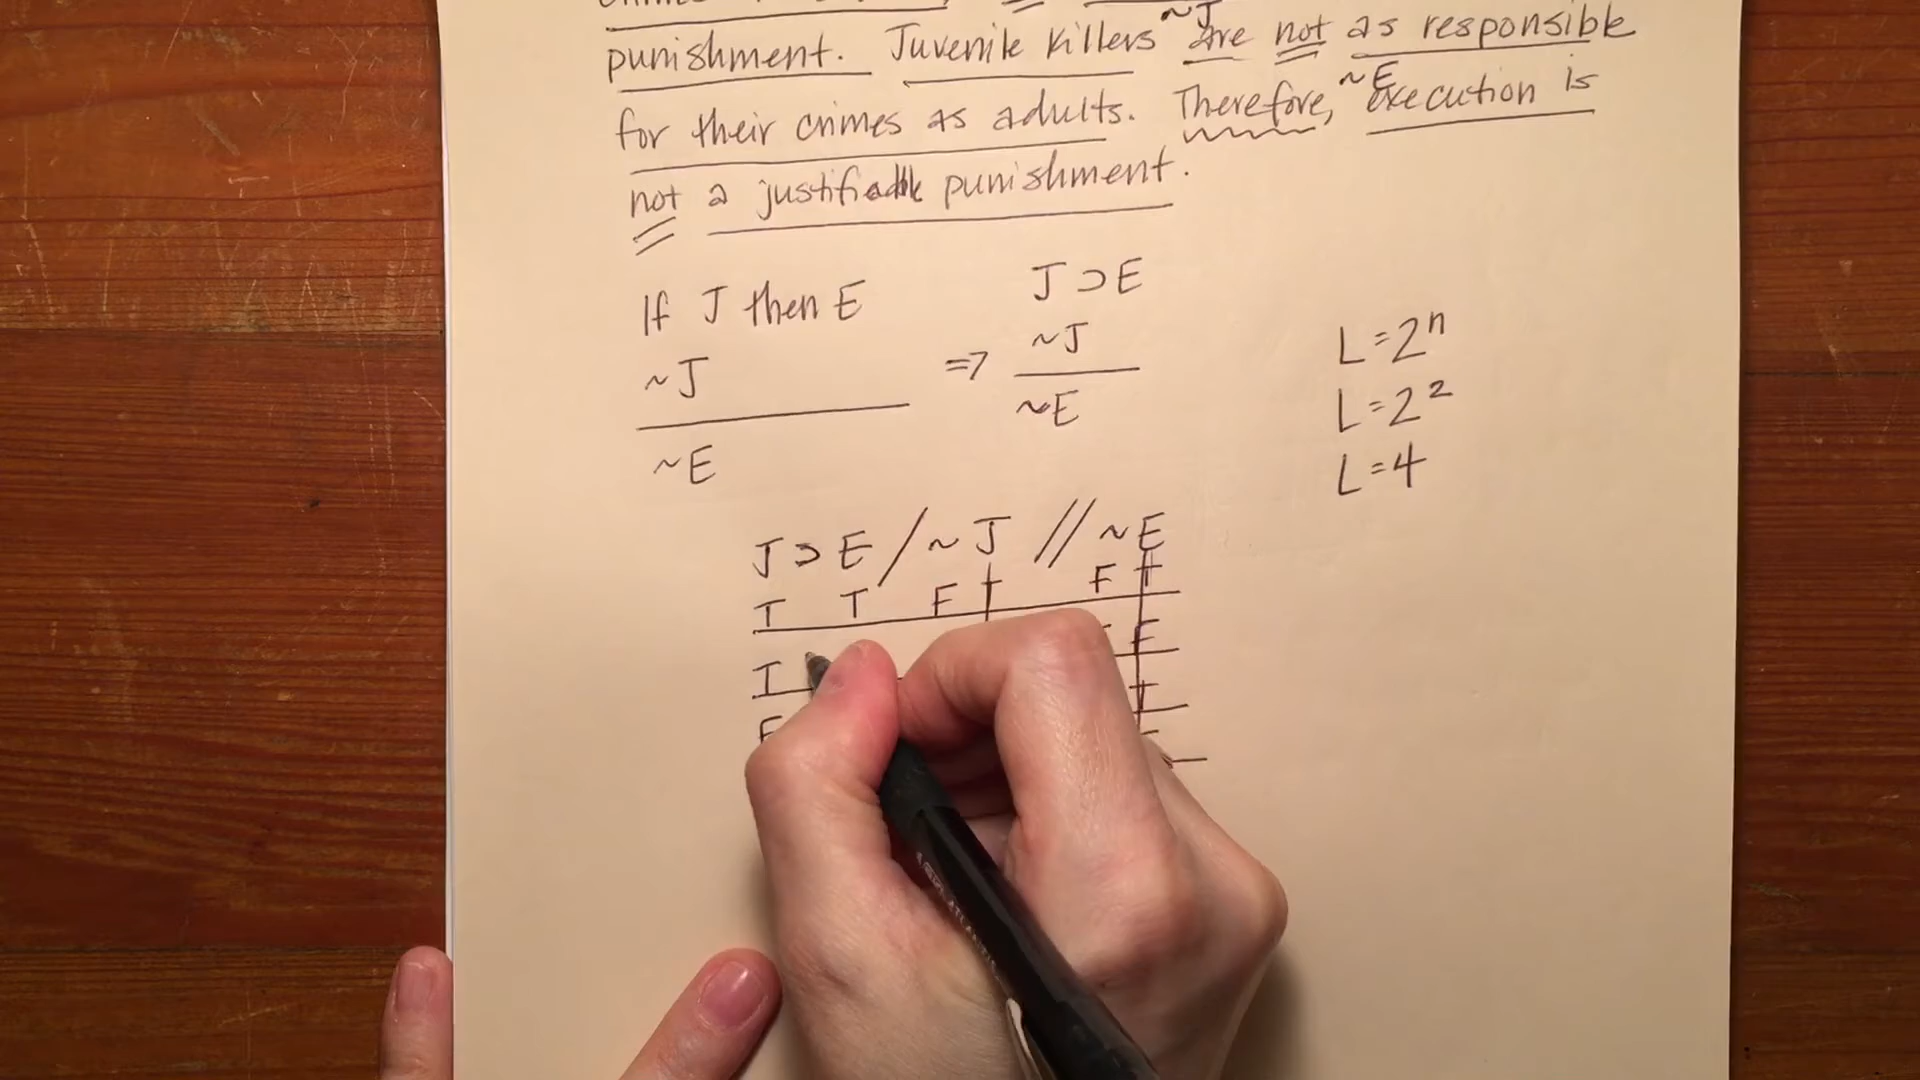 punishment. Juvenile killers ~J are not as responsible
for their crimes as adults. Therefore, ~E execution is
not a justifiable punishment.
If J then E
~J
~E
=>
J ⊃ E
~J
~E
L=2ⁿ
L=2²
L=4
J ⊃ E / ~J // ~E
T T F T F T
T F
T
F